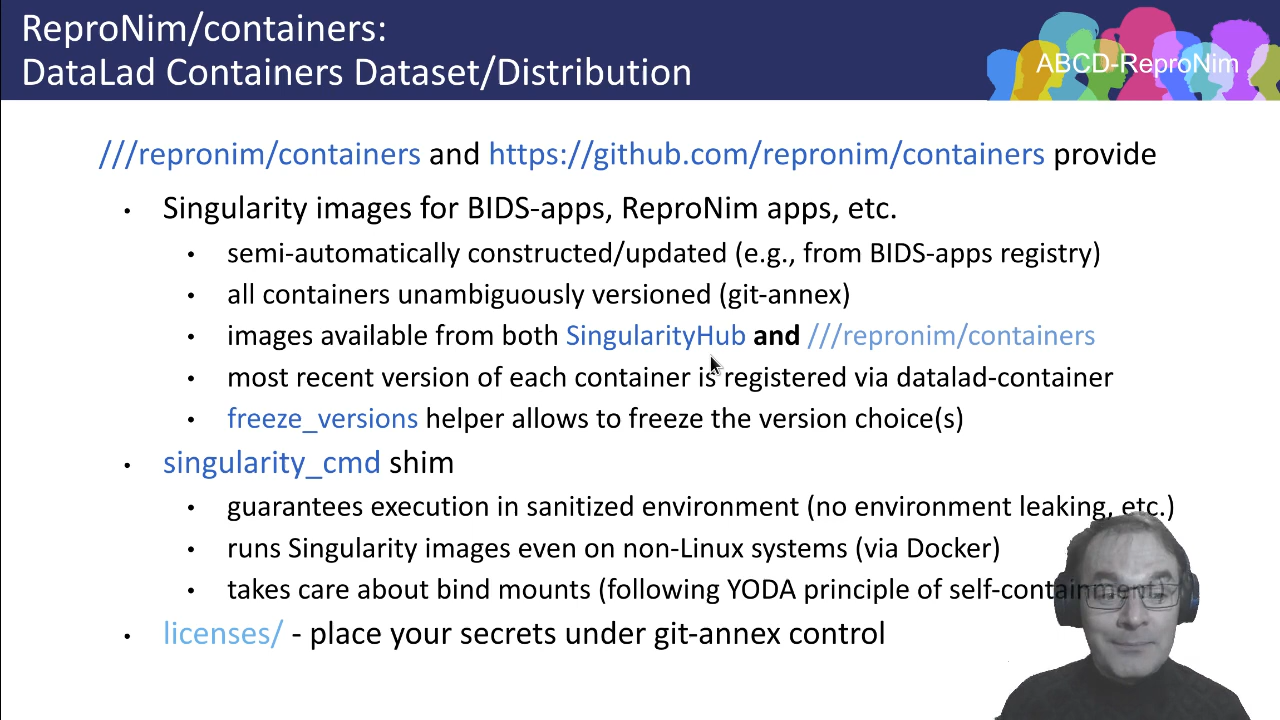 ReproNim/containers:
DataLad Containers Dataset/Distribution
ABCD-ReproNim
///repronim/containers and https://github.com/repronim/containers provide
• Singularity images for BIDS-apps, ReproNim apps, etc.
• semi-automatically constructed/updated (e.g., from BIDS-apps registry)
• all containers unambiguously versioned (git-annex)
• images available from both SingularityHub and ///repronim/containers
• most recent version of each container is registered via datalad-container
• freeze_versions helper allows to freeze the version choice(s)
• singularity_cmd shim
• guarantees execution in sanitized environment (no environment leaking, etc.)
• runs Singularity images even on non-Linux systems (via Docker)
• takes care about bind mounts (following YODA principle of self-containment)
• licenses/ - place your secrets under git-annex control